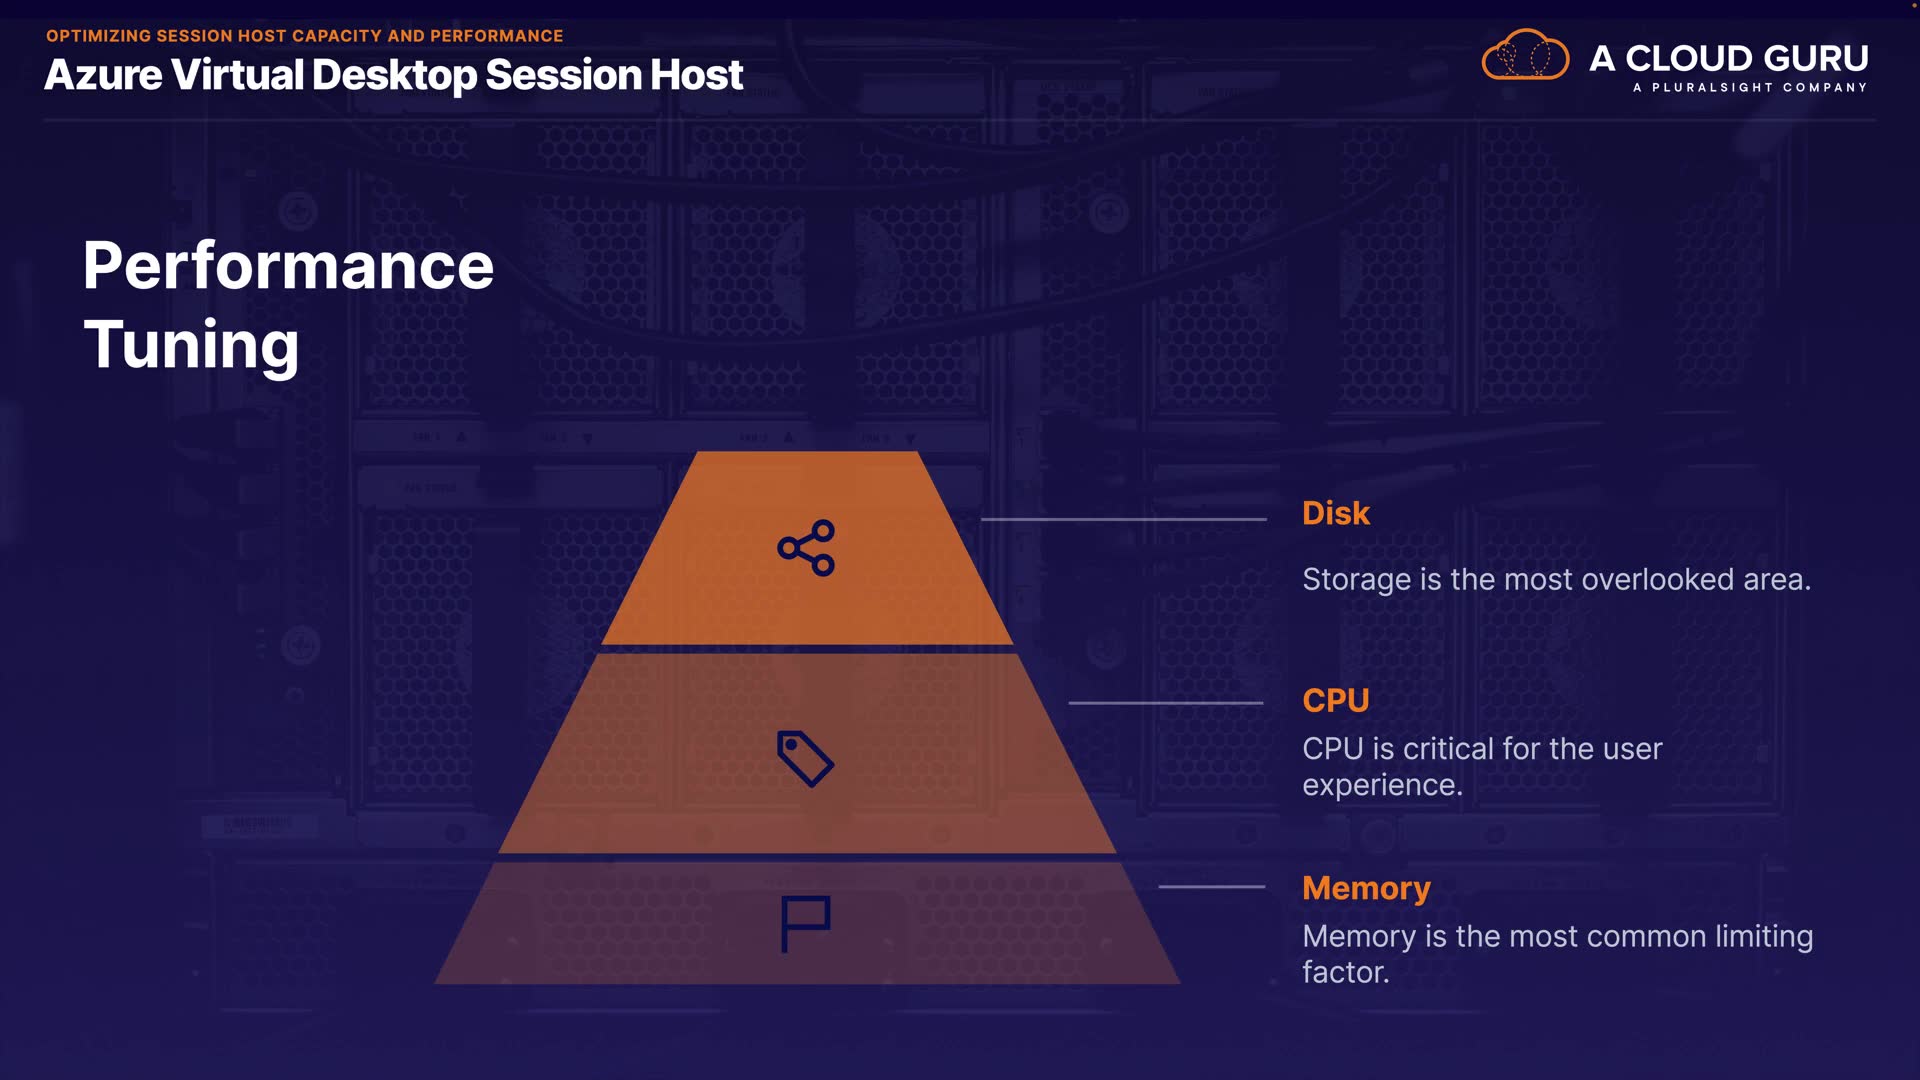 OPTIMIZING SESSION HOST CAPACITY AND PERFORMANCE
Azure Virtual Desktop Session Host
A CLOUD GURU
A PLURALSIGHT COMPANY
Performance
Tuning
Disk
Storage is the most overlooked area.
CPU
CPU is critical for the user
experience.
Memory
Memory is the most common limiting
factor.